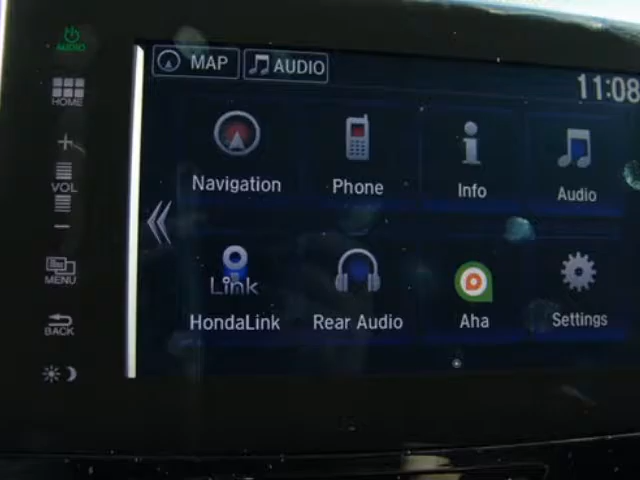 AUDIO
HOME
+
VOL
−
MENU
BACK
MAP
AUDIO
11:08
Navigation
Phone
i
Info
Audio
Link
HondaLink
Rear Audio
Aha
Settings